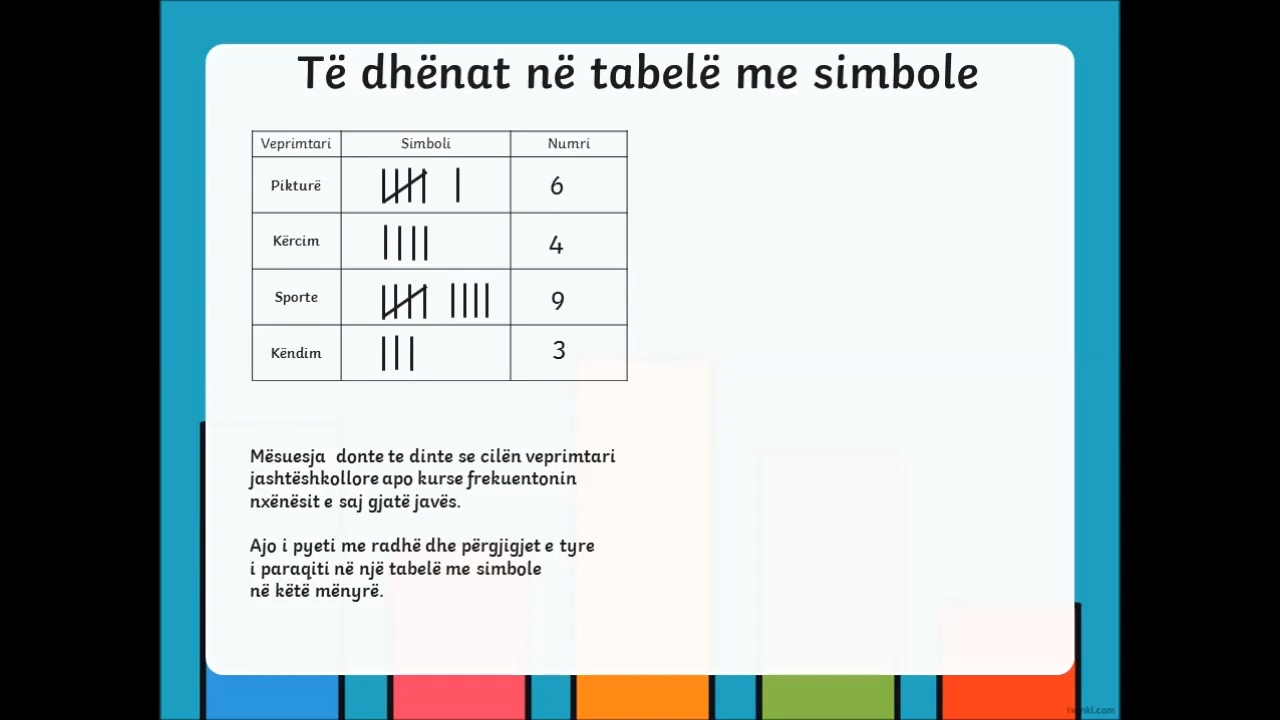 Të dhënat në tabelë me simbole
Veprimtari Simboli Numri
Pikturë 6
Kërcim 4
Sporte 9
Këndim 3
Mësuesja donte te dinte se cilën veprimtari
jashtëshkollore apo kurse frekuentonin
nxënësit e saj gjatë javës.
Ajo i pyeti me radhë dhe përgjigjet e tyre
i paraqiti në një tabelë me simbole
në këtë mënyrë.
twinkl.com